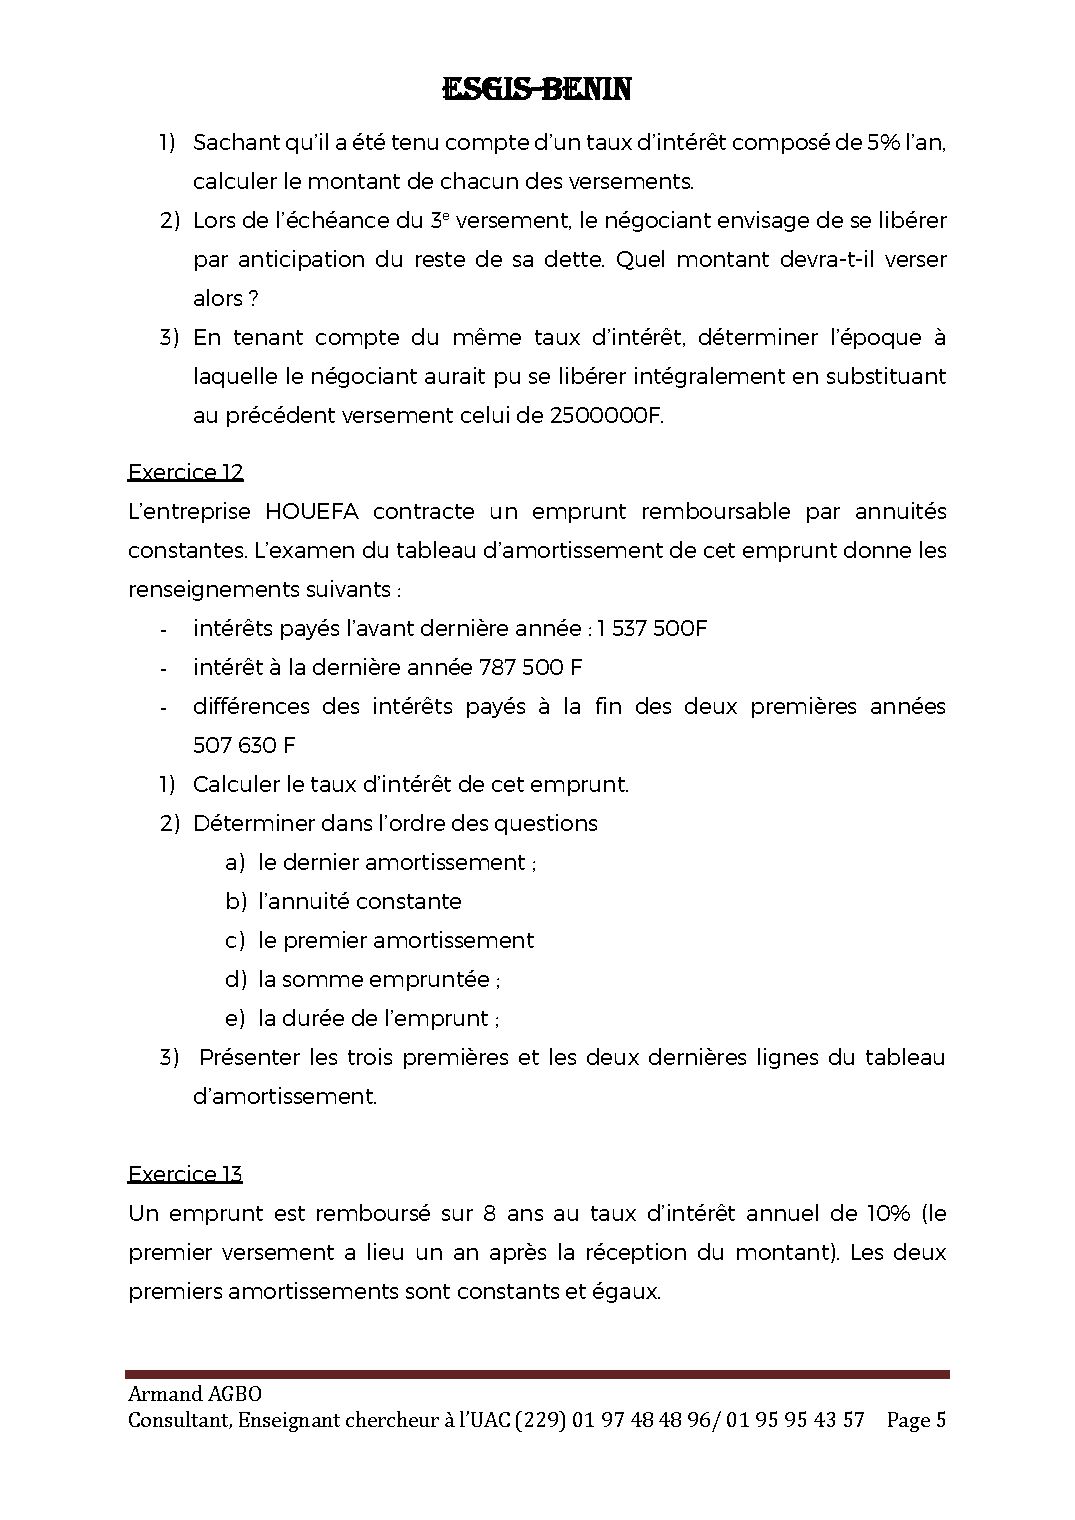 ESGIS-BENIN
1) Sachant qu'il a été tenu compte d'un taux d'intérêt composé de 5% l'an,
calculer le montant de chacun des versements.
2) Lors de l'échéance du 3e versement, le négociant envisage de se libérer
par anticipation du reste de sa dette. Quel montant devra-t-il verser
alors ?
3) En tenant compte du même taux d'intérêt, déterminer l'époque à
laquelle le négociant aurait pu se libérer intégralement en substituant
au précédent versement celui de 2500000F.
Exercice 12
L'entreprise HOUEFA contracte un emprunt remboursable par annuités
constantes. L'examen du tableau d'amortissement de cet emprunt donne les
renseignements suivants :
- intérêts payés l'avant dernière année : 1 537 500F
- intérêt à la dernière année 787 500 F
- différences des intérêts payés à la fin des deux premières années
507 630 F
1) Calculer le taux d'intérêt de cet emprunt.
2) Déterminer dans l'ordre des questions
a) le dernier amortissement ;
b) l'annuité constante
c) le premier amortissement
d) la somme empruntée ;
e) la durée de l'emprunt ;
3) Présenter les trois premières et les deux dernières lignes du tableau
d'amortissement.
Exercice 13
Un emprunt est remboursé sur 8 ans au taux d'intérêt annuel de 10% (le
premier versement a lieu un an après la réception du montant). Les deux
premiers amortissements sont constants et égaux.
Armand AGBO
Consultant, Enseignant chercheur à l'UAC (229) 01 97 48 48 96/ 01 95 95 43 57 Page 5